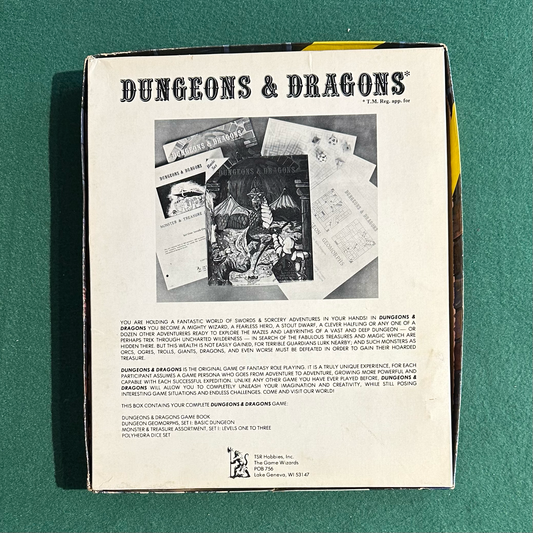 DUNGEONS & DRAGONS*
* T.M. Reg. app. for
DUNGEONS & DRAGONS
DUNGEONS & DRAGONS
DUNGEONS & DRAGONS
MONSTER & TREASURE
DUNGEONS & DRAGONS
GEOMORPHS
YOU ARE HOLDING A FANTASTIC WORLD OF SWORDS & SORCERY ADVENTURES IN YOUR HANDS! IN DUNGEONS &
DRAGONS YOU BECOME A MIGHTY WIZARD, A FEARLESS HERO, A STOUT DWARF, A CLEVER HALFLING OR ANY ONE OF A
DOZEN OTHER ADVENTURERS READY TO EXPLORE THE MAZES AND LABYRINTHS OF A VAST AND DEEP DUNGEON — OR
PERHAPS TREK THROUGH UNCHARTED WILDERNESS — IN SEARCH OF THE FABULOUS TREASURES AND MAGIC WHICH ARE
HIDDEN THERE. BUT THIS WEALTH IS NOT EASILY GAINED, FOR TERRIBLE GUARDIANS LURK NEARBY; AND SUCH MONSTERS AS
ORCS, OGRES, TROLLS, GIANTS, DRAGONS, AND EVEN WORSE MUST BE DEFEATED IN ORDER TO GAIN THEIR HOARDED
TREASURE.
DUNGEONS & DRAGONS IS THE ORIGINAL GAME OF FANTASY ROLE PLAYING. IT IS A TRULY UNIQUE EXPERIENCE, FOR EACH
PARTICIPANT ASSUMES A GAME PERSONA WHO GOES FROM ADVENTURE TO ADVENTURE, GROWING MORE POWERFUL AND
CAPABLE WITH EACH SUCCESSFUL EXPEDITION. UNLIKE ANY OTHER GAME YOU HAVE EVER PLAYED BEFORE, DUNGEONS &
DRAGONS WILL ALLOW YOU TO COMPLETELY UNLEASH YOUR IMAGINATION AND CREATIVITY, WHILE STILL POSING
INTERESTING GAME SITUATIONS AND ENDLESS CHALLENGES. COME AND VISIT OUR WORLD!
THIS BOX CONTAINS YOUR COMPLETE DUNGEONS & DRAGONS GAME:
DUNGEONS & DRAGONS GAME BOOK
DUNGEON GEOMORPHS, SET I: BASIC DUNGEON
MONSTER & TREASURE ASSORTMENT, SET I: LEVELS ONE TO THREE
POLYHEDRA DICE SET
TSR Hobbies, Inc.
The Game Wizards
POB 756
Lake Geneva, WI 53147